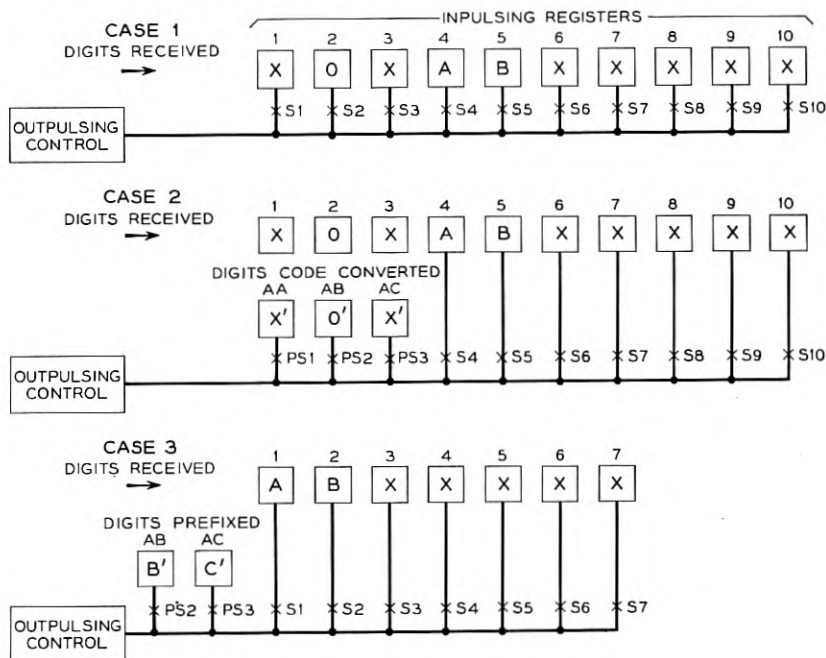 INPULSING REGISTERS
CASE 1
DIGITS RECEIVED
1 2 3 4 5 6 7 8 9 10
X O X A B X X X X X
S1 S2 S3 S4 S5 S6 S7 S8 S9 S10
OUTPULSING
CONTROL
CASE 2
DIGITS RECEIVED
1 2 3 4 5 6 7 8 9 10
X O X A B X X X X X
DIGITS CODE CONVERTED
AA AB AC
X' O' X'
PS1 PS2 PS3 S4 S5 S6 S7 S8 S9 S10
OUTPULSING
CONTROL
CASE 3
DIGITS RECEIVED
1 2 3 4 5 6 7
A B X X X X X
DIGITS PREFIXED
AB AC
B' C'
PS2 PS3 S1 S2 S3 S4 S5 S6 S7
OUTPULSING
CONTROL